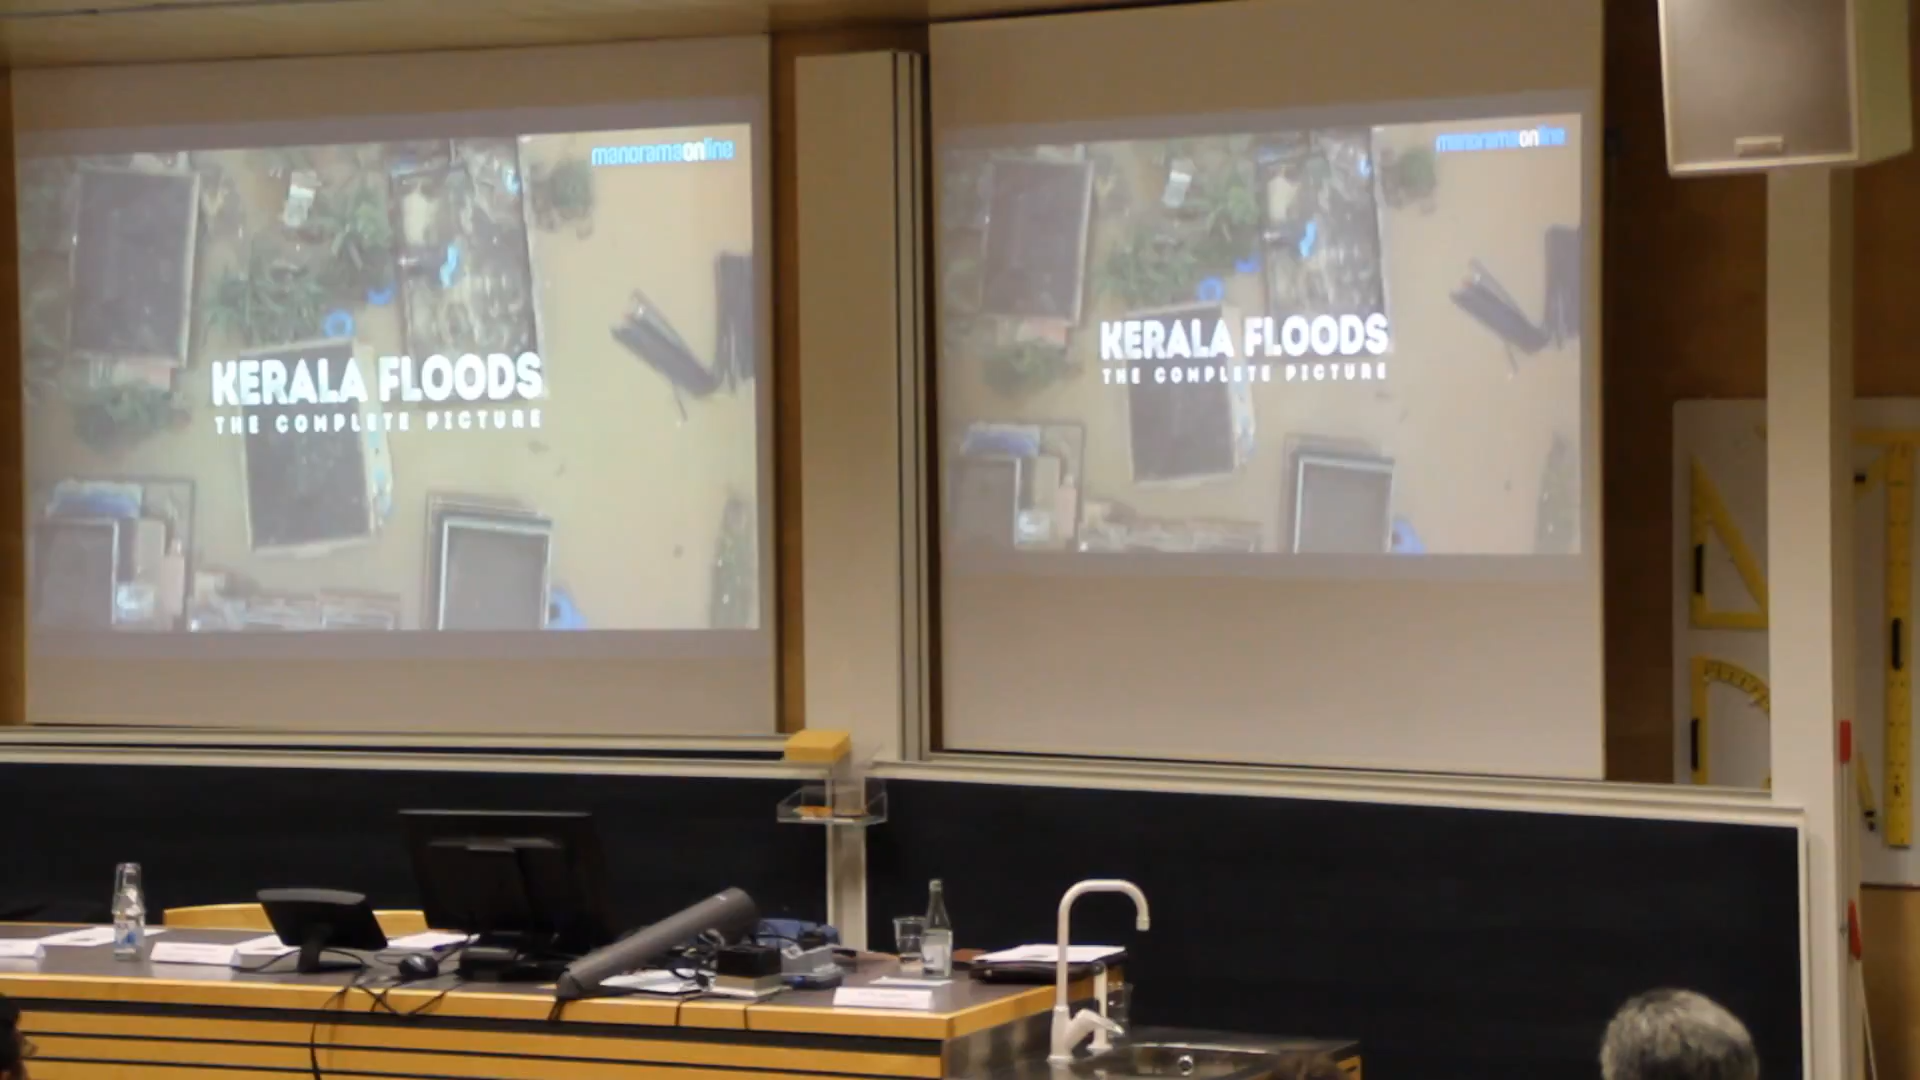 manoramaonline
KERALA FLOODS
THE COMPLETE PICTURE
manoramaonline
KERALA FLOODS
THE COMPLETE PICTURE